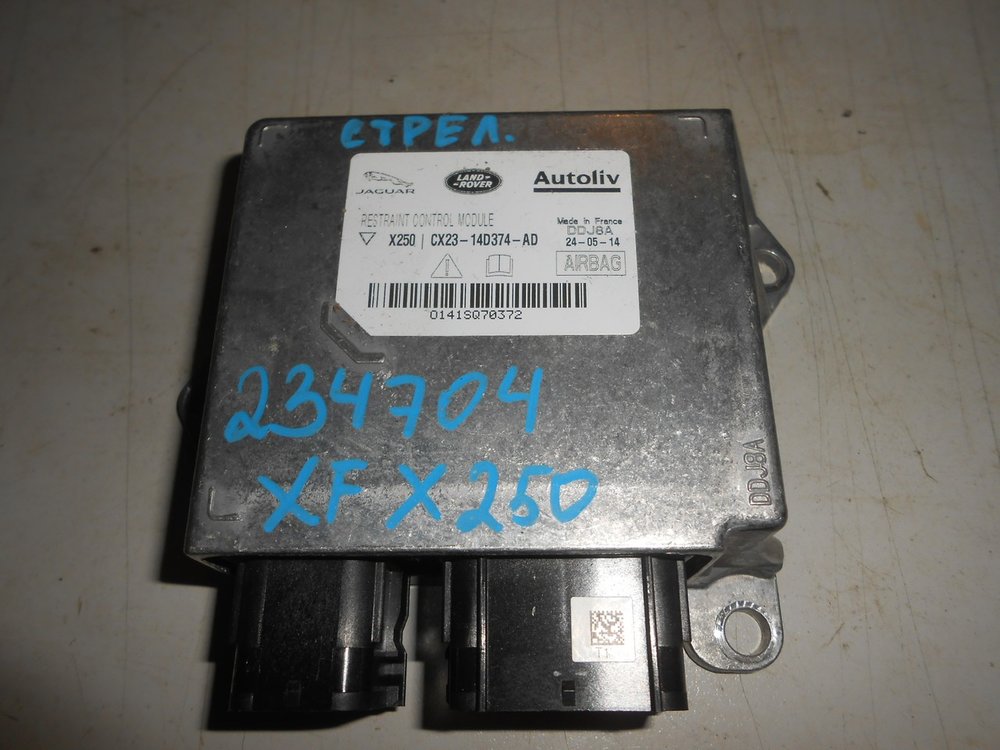 СТРЕЛ.
JAGUAR
LAND-
-ROVER
Autoliv
RESTRAINT CONTROL MODULE
X250 | CX23-14D374-AD
Made in France
DDJ8A
24-05-14
AIRBAG
0141SQ70372
234704
XF X250
DDJ8A